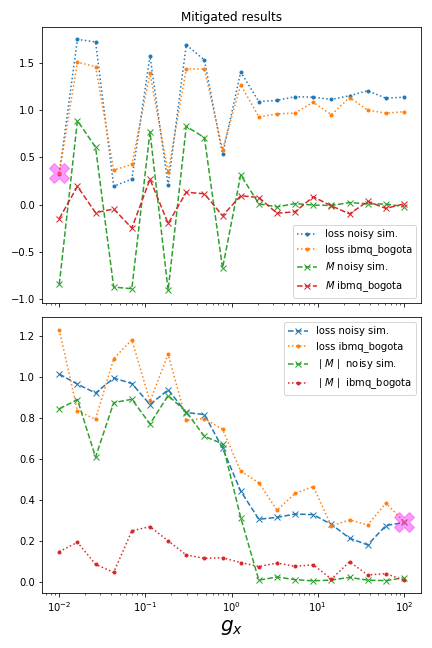 Mitigated results
1.5
1.0
0.5
0.0
−0.5
−1.0
loss noisy sim.
loss ibmq_bogota
M noisy sim.
M ibmq_bogota
1.2
1.0
0.8
0.6
0.4
0.2
0.0
loss noisy sim.
loss ibmq_bogota
| M | noisy sim.
| M | ibmq_bogota
10⁻² 10⁻¹ 10⁰ 10¹ 10²
gₓ